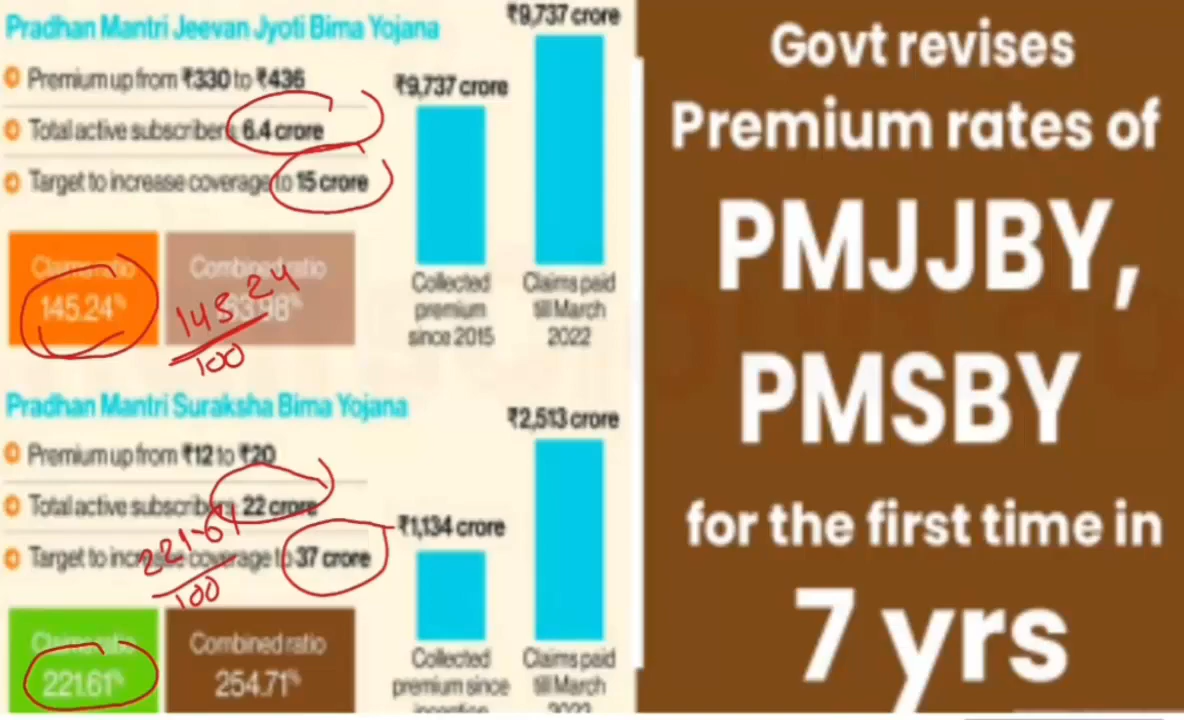 Pradhan Mantri Jeevan Jyoti Bima Yojana
Premium up from ₹330 to ₹436
Total active subscribers 6.4 crore
Target to increase coverage to 15 crore
Claims ratio
145.24%
Combined ratio
63.98%
145 24
100
₹9,737 crore
Collected
premium
since 2015
₹9,737 crore
Claims paid
till March
2022
Pradhan Mantri Suraksha Bima Yojana
Premium up from ₹12 to ₹20
Total active subscribers 22 crore
Target to increase coverage to 37 crore
221.61
100
Claims ratio
221.61%
Combined ratio
254.71%
₹1,134 crore
Collected
premium since
inception
₹2,513 crore
Claims paid
till March
2022
Govt revises
Premium rates of
PMJJBY,
PMSBY
for the first time in
7 yrs